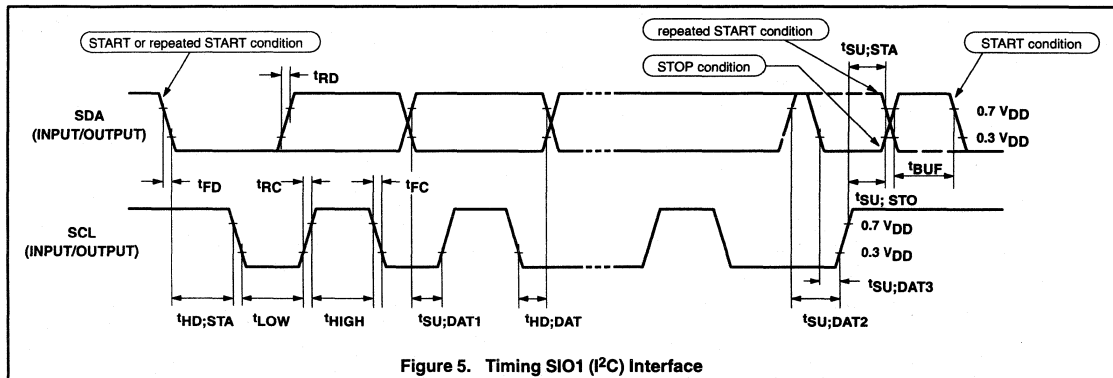 START or repeated START condition
repeated START condition
tSU;STA
START condition
STOP condition
tRD
SDA
(INPUT/OUTPUT)
0.7 VDD
0.3 VDD
tFD
tRC
tFC
tBUF
tSU; STO
SCL
(INPUT/OUTPUT)
0.7 VDD
0.3 VDD
tSU;DAT3
tHD;STA
tLOW
tHIGH
tSU;DAT1
tHD;DAT
tSU;DAT2
Figure 5. Timing SIO1 (I²C) Interface